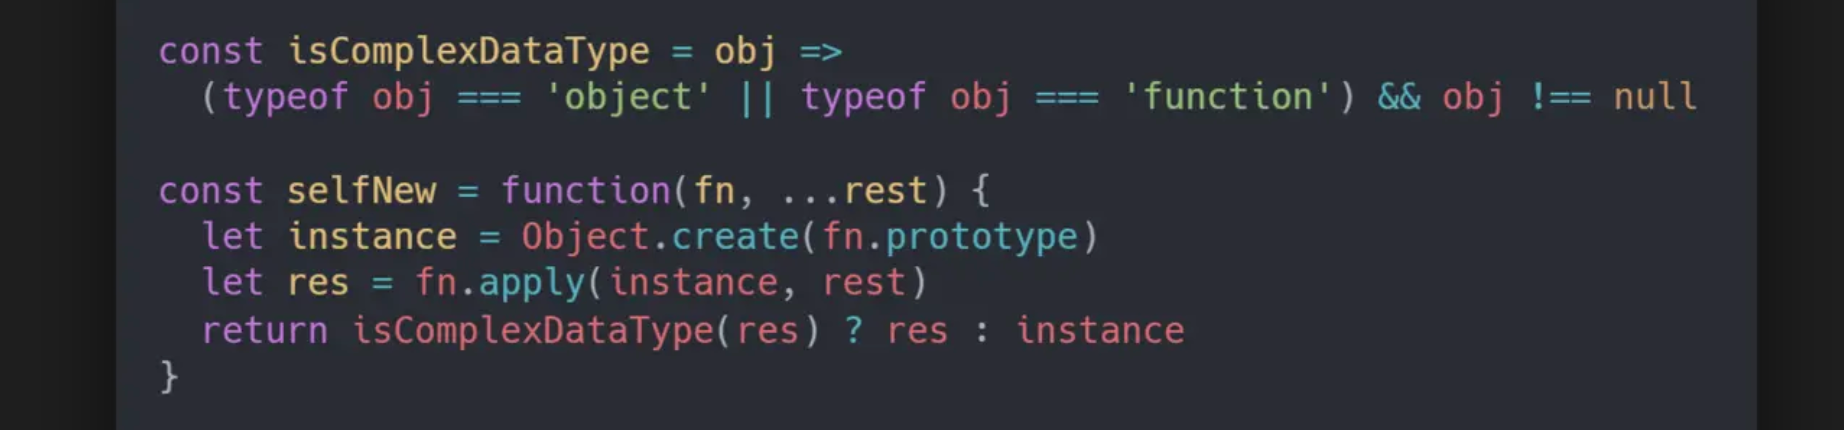 const isComplexDataType = obj =>
  (typeof obj === 'object' || typeof obj === 'function') && obj !== null

const selfNew = function(fn, ...rest) {
  let instance = Object.create(fn.prototype)
  let res = fn.apply(instance, rest)
  return isComplexDataType(res) ? res : instance
}